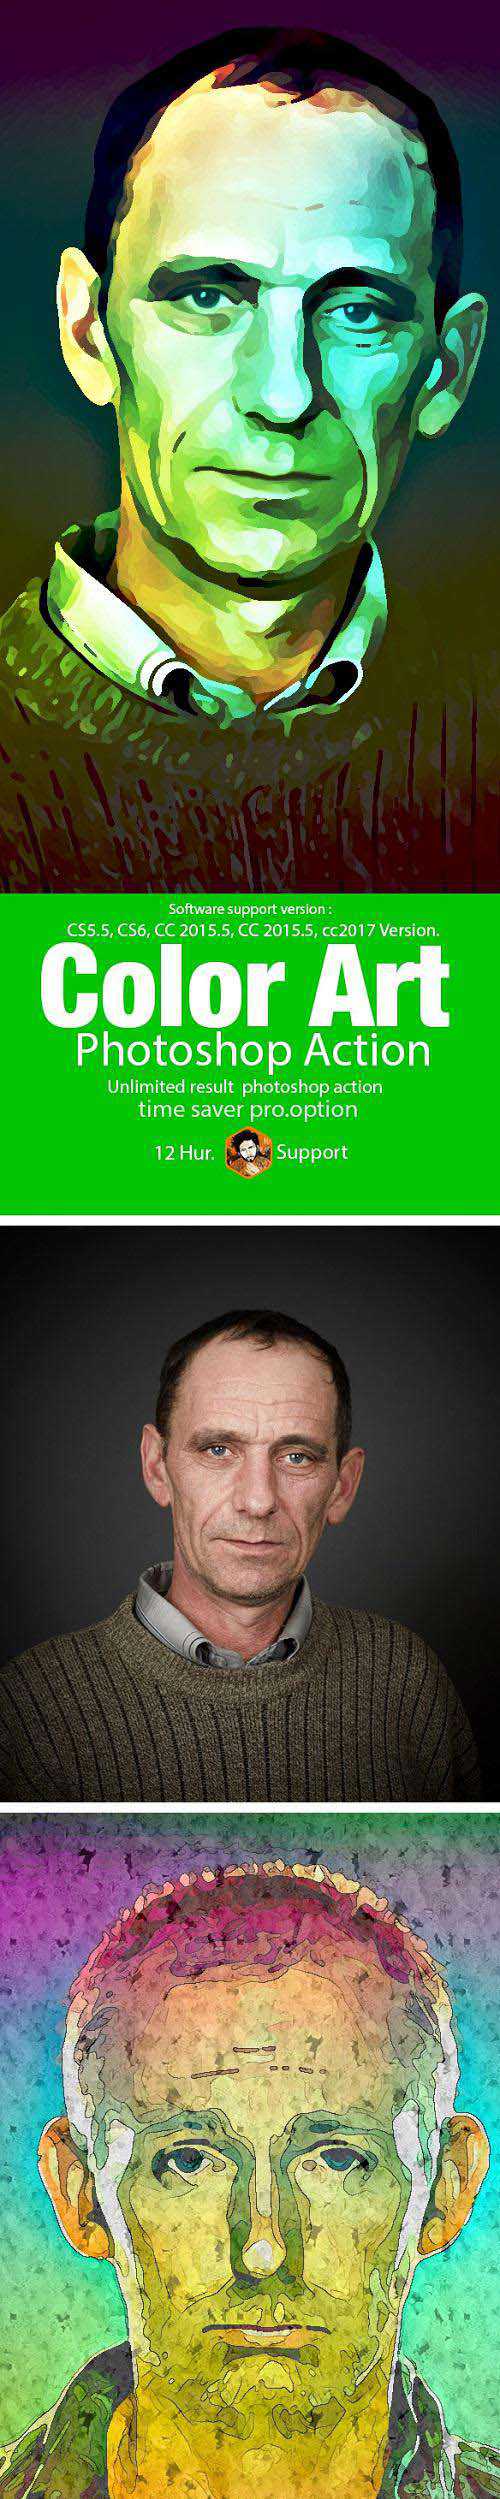 Software support version :
CS5.5, CS6, CC 2015.5, CC 2015.5, cc2017 Version.
Color Art
Photoshop Action
Unlimited result photoshop action
time saver pro.option
12 Hur. Support